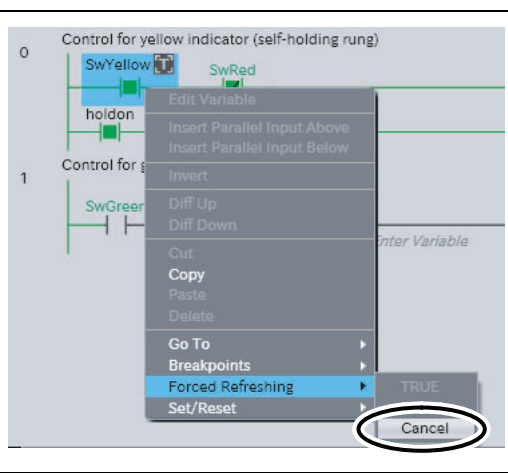 Control for yellow indicator (self-holding rung)
0
SwYellow T
SwRed
Edit Variable
holdon
Insert Parallel Input Above
Insert Parallel Input Below
Control for
1
Invert
SwGreen
Diff Up
Diff Down
Enter Variable
Cut
Copy
Paste
Delete
Go To
Breakpoints
Forced Refreshing
TRUE
Set/Reset
Cancel